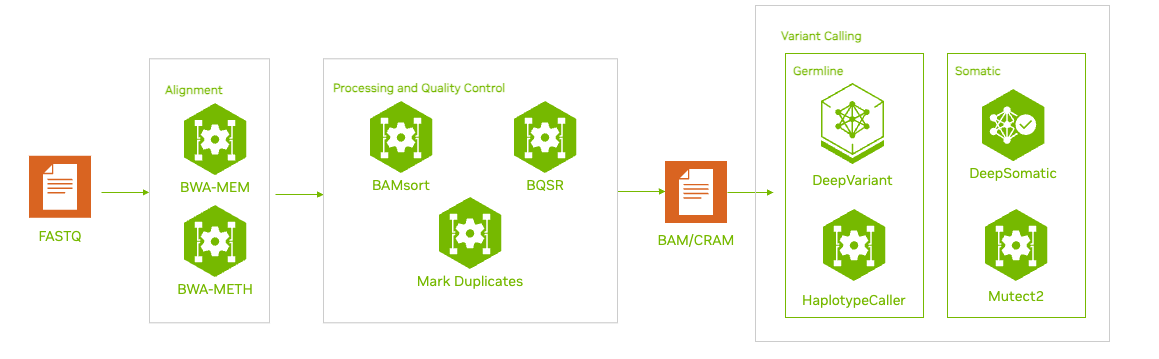 FASTQ
Alignment
BWA-MEM
BWA-METH
Processing and Quality Control
BAMsort
BQSR
Mark Duplicates
BAM/CRAM
Variant Calling
Germline
DeepVariant
HaplotypeCaller
Somatic
DeepSomatic
Mutect2